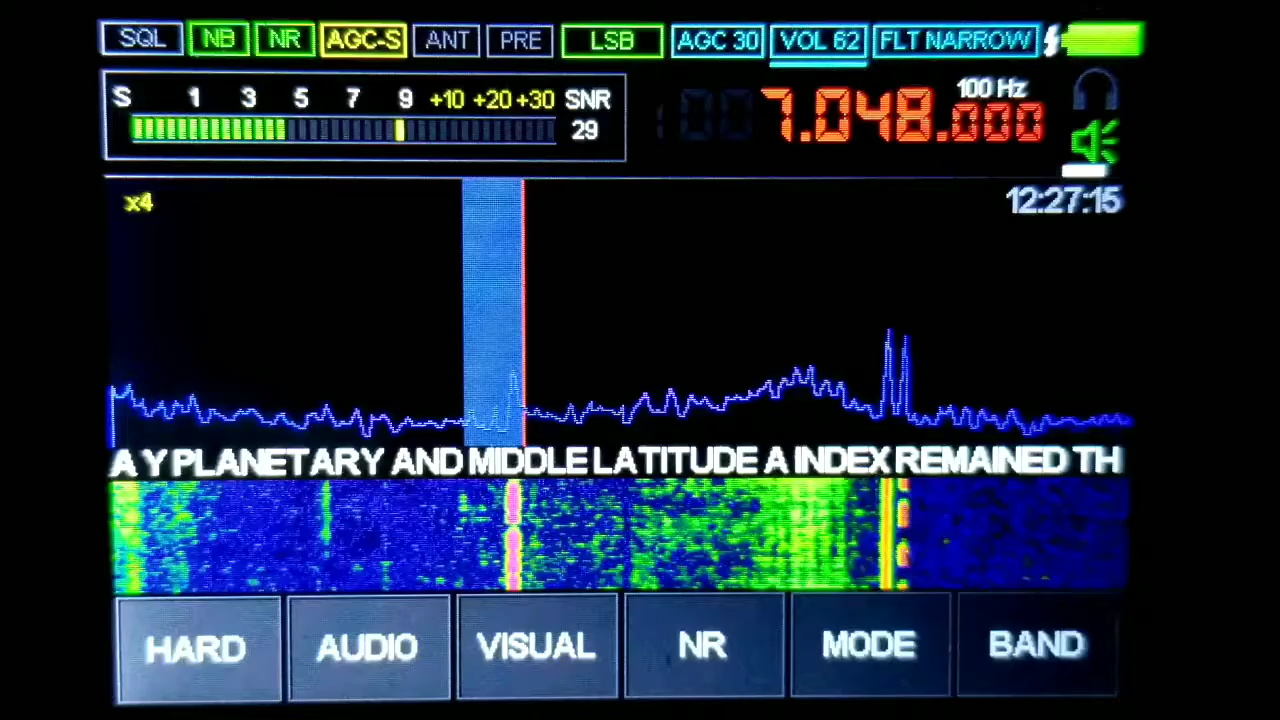 SQL NB NR AGC-S ANT PRE LSB AGC 30 VOL 62 FLT NARROW
S 1 3 5 7 9 +10 +20 +30 SNR
29
100 Hz
7.048.000
x4
12:27:15
A Y PLANETARY AND MIDDLE LATITUDE A INDEX REMAINED TH
HARD AUDIO VISUAL NR MODE BAND